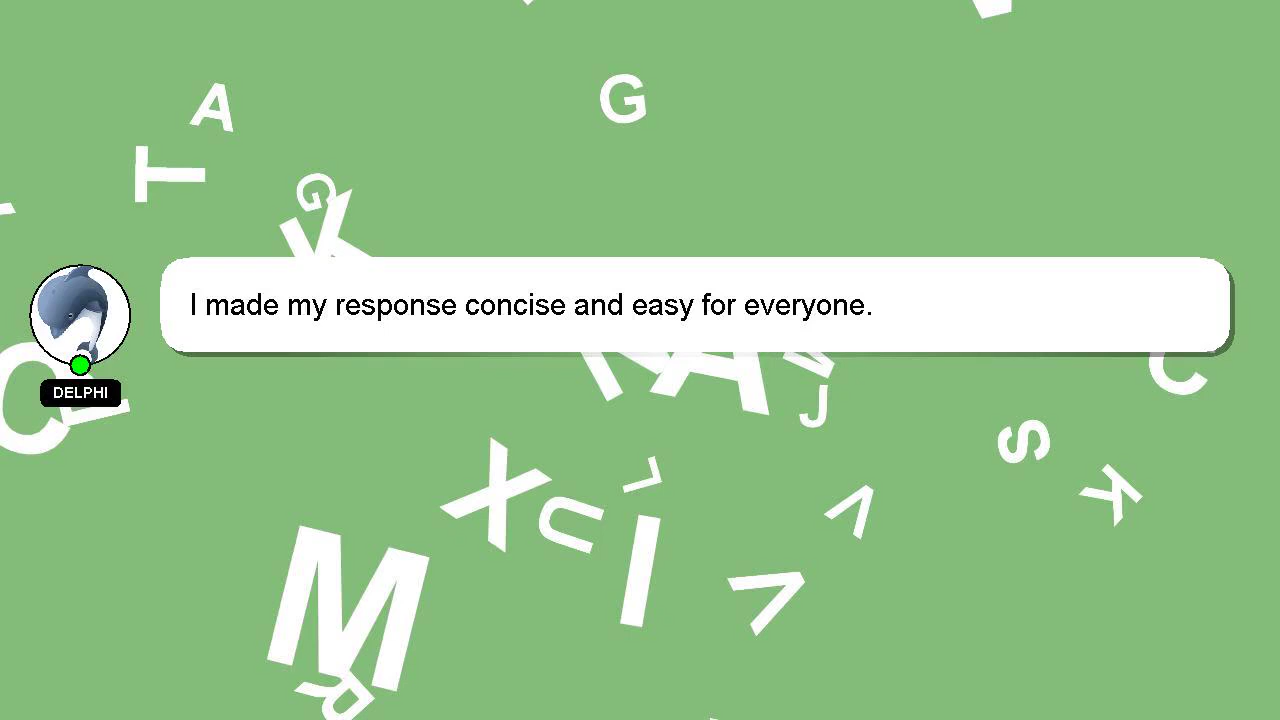 A
G
T
G
K
I made my response concise and easy for everyone.
DELPHI
C
A
J
C
S
K
X
U
L
I
V
V
M
R